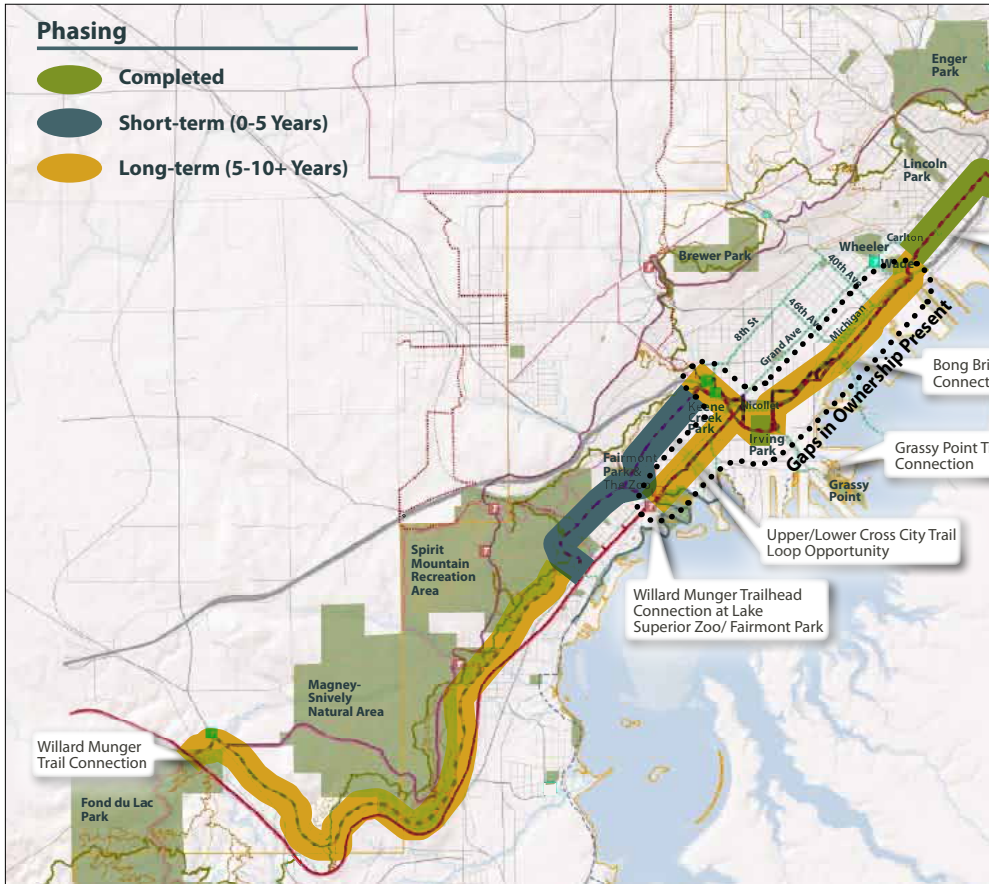 Phasing
Completed
Short-term (0-5 Years)
Long-term (5-10+ Years)
Enger
Park
Lincoln
Park
Carlton
Wheeler
Wade
Brewer Park
40th Av
46th Av
8th St
Grand Ave
Michigan
Gaps in Ownership Present
Bong Bri
Connect
Keene
Creek
Park
Nicollet
Irving
Park
Grassy Point T
Connection
Grassy
Point
Fairmont
Park &
The Zoo
Upper/Lower Cross City Trail
Loop Opportunity
Spirit
Mountain
Recreation
Area
Willard Munger Trailhead
Connection at Lake
Superior Zoo/ Fairmont Park
Magney-
Snively
Natural Area
Willard Munger
Trail Connection
Fond du Lac
Park